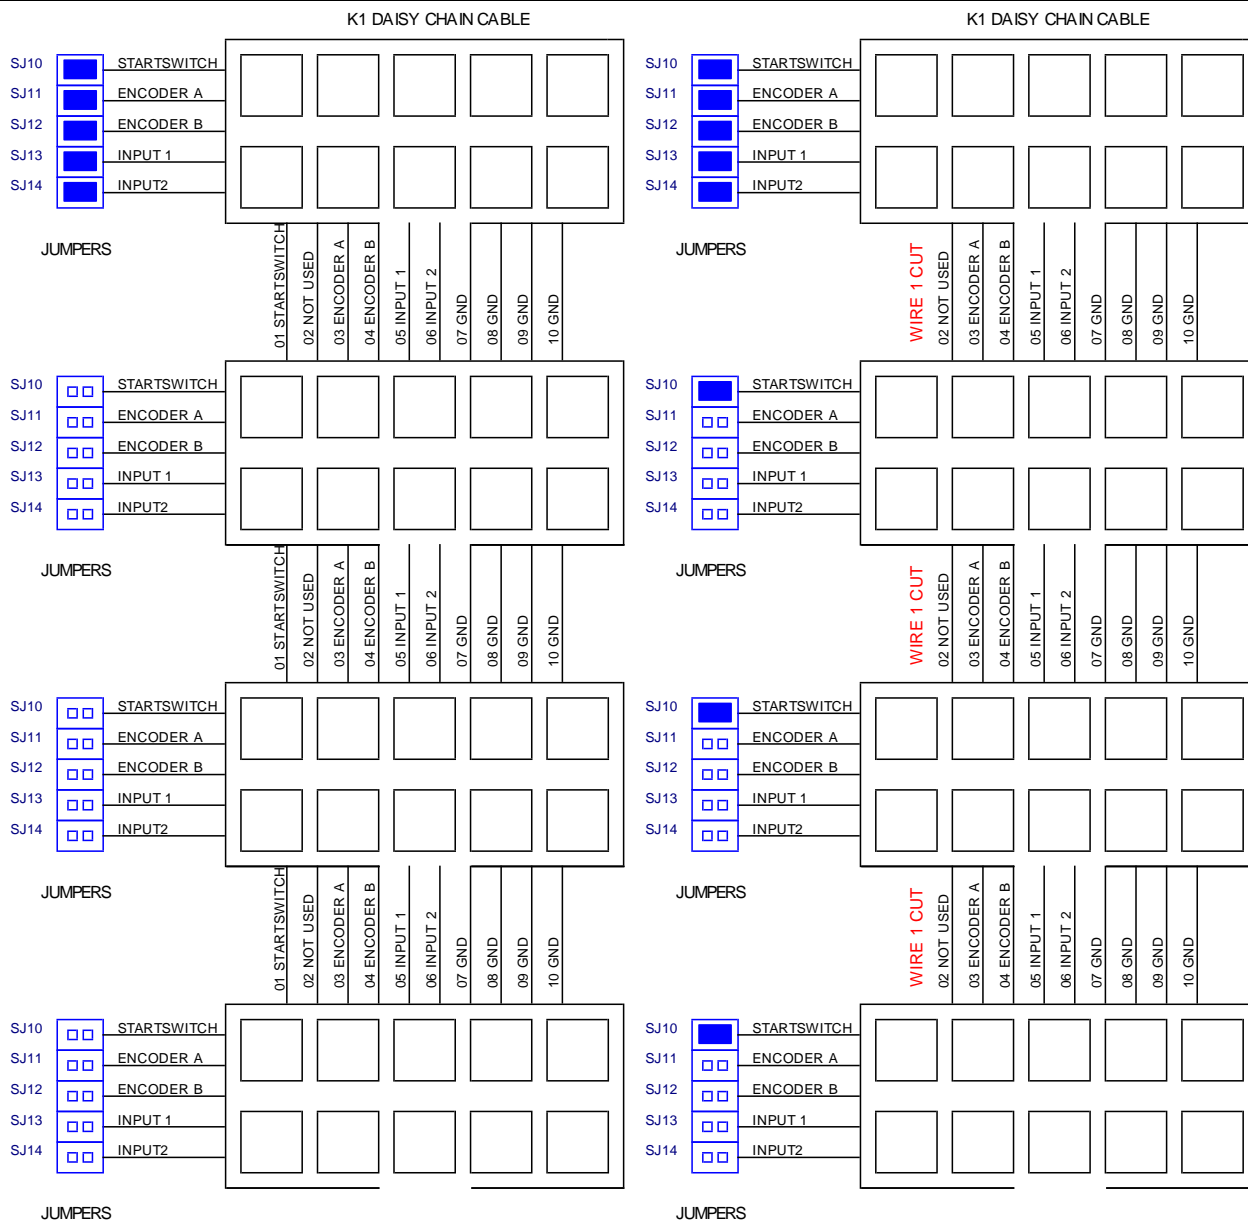 K1 DAISY CHAIN CABLE
SJ10 STARTSWITCH
SJ11 ENCODER A
SJ12 ENCODER B
SJ13 INPUT 1
SJ14 INPUT2
JUMPERS
01 STARTSWITCH
02 NOT USED
03 ENCODER A
04 ENCODER B
05 INPUT 1
06 INPUT 2
07 GND
08 GND
09 GND
10 GND
SJ10 STARTSWITCH
SJ11 ENCODER A
SJ12 ENCODER B
SJ13 INPUT 1
SJ14 INPUT2
JUMPERS
01 STARTSWITCH
02 NOT USED
03 ENCODER A
04 ENCODER B
05 INPUT 1
06 INPUT 2
07 GND
08 GND
09 GND
10 GND
SJ10 STARTSWITCH
SJ11 ENCODER A
SJ12 ENCODER B
SJ13 INPUT 1
SJ14 INPUT2
JUMPERS
01 STARTSWITCH
02 NOT USED
03 ENCODER A
04 ENCODER B
05 INPUT 1
06 INPUT 2
07 GND
08 GND
09 GND
10 GND
SJ10 STARTSWITCH
SJ11 ENCODER A
SJ12 ENCODER B
SJ13 INPUT 1
SJ14 INPUT2
JUMPERS
K1 DAISY CHAIN CABLE
SJ10 STARTSWITCH
SJ11 ENCODER A
SJ12 ENCODER B
SJ13 INPUT 1
SJ14 INPUT2
JUMPERS
WIRE 1 CUT
02 NOT USED
03 ENCODER A
04 ENCODER B
05 INPUT 1
06 INPUT 2
07 GND
08 GND
09 GND
10 GND
SJ10 STARTSWITCH
SJ11 ENCODER A
SJ12 ENCODER B
SJ13 INPUT 1
SJ14 INPUT2
JUMPERS
WIRE 1 CUT
02 NOT USED
03 ENCODER A
04 ENCODER B
05 INPUT 1
06 INPUT 2
07 GND
08 GND
09 GND
10 GND
SJ10 STARTSWITCH
SJ11 ENCODER A
SJ12 ENCODER B
SJ13 INPUT 1
SJ14 INPUT2
JUMPERS
WIRE 1 CUT
02 NOT USED
03 ENCODER A
04 ENCODER B
05 INPUT 1
06 INPUT 2
07 GND
08 GND
09 GND
10 GND
SJ10 STARTSWITCH
SJ11 ENCODER A
SJ12 ENCODER B
SJ13 INPUT 1
SJ14 INPUT2
JUMPERS